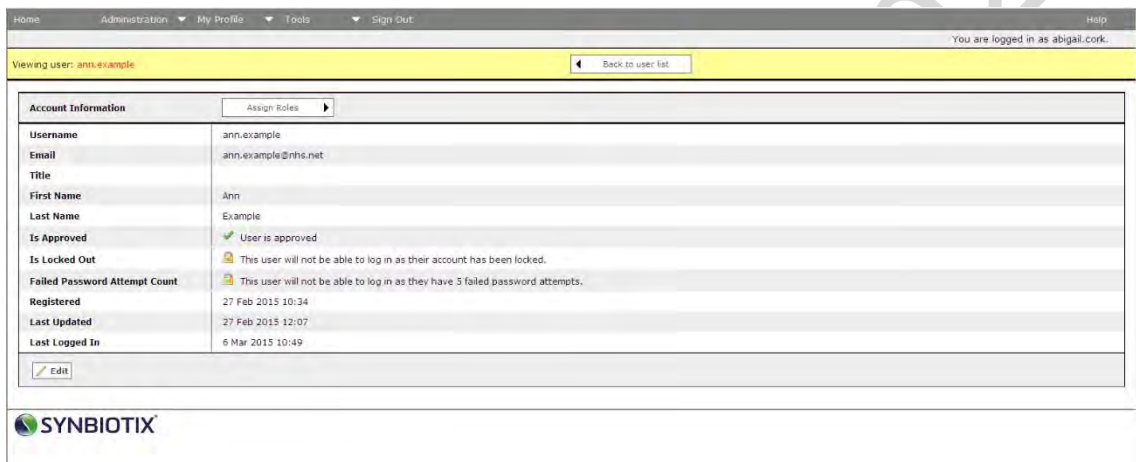 Home Administration My Profile Tools Sign Out Help
You are logged in as abigail.cork.
Viewing user: ann.example Back to user list
Account Information Assign Roles
Username ann.example
Email ann.example@nhs.net
Title
First Name Ann
Last Name Example
Is Approved User is approved
Is Locked Out This user will not be able to log in as their account has been locked.
Failed Password Attempt Count This user will not be able to log in as they have 5 failed password attempts.
Registered 27 Feb 2015 10:34
Last Updated 27 Feb 2015 12:07
Last Logged In 6 Mar 2015 10:49
Edit
SYNBIOTIX